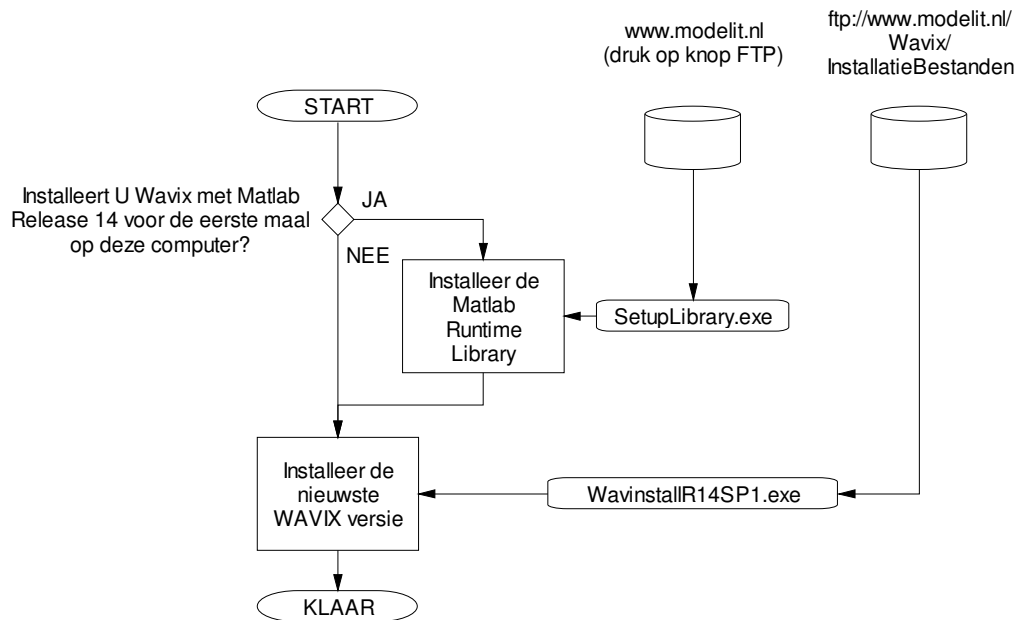 www.modelit.nl
(druk op knop FTP)
ftp://www.modelit.nl/
Wavix/
InstallatieBestanden
START
Installeert U Wavix met Matlab
Release 14 voor de eerste maal
op deze computer?
JA
NEE
Installeer de
Matlab
Runtime
Library
SetupLibrary.exe
Installeer de
nieuwste
WAVIX versie
WavinstallR14SP1.exe
KLAAR